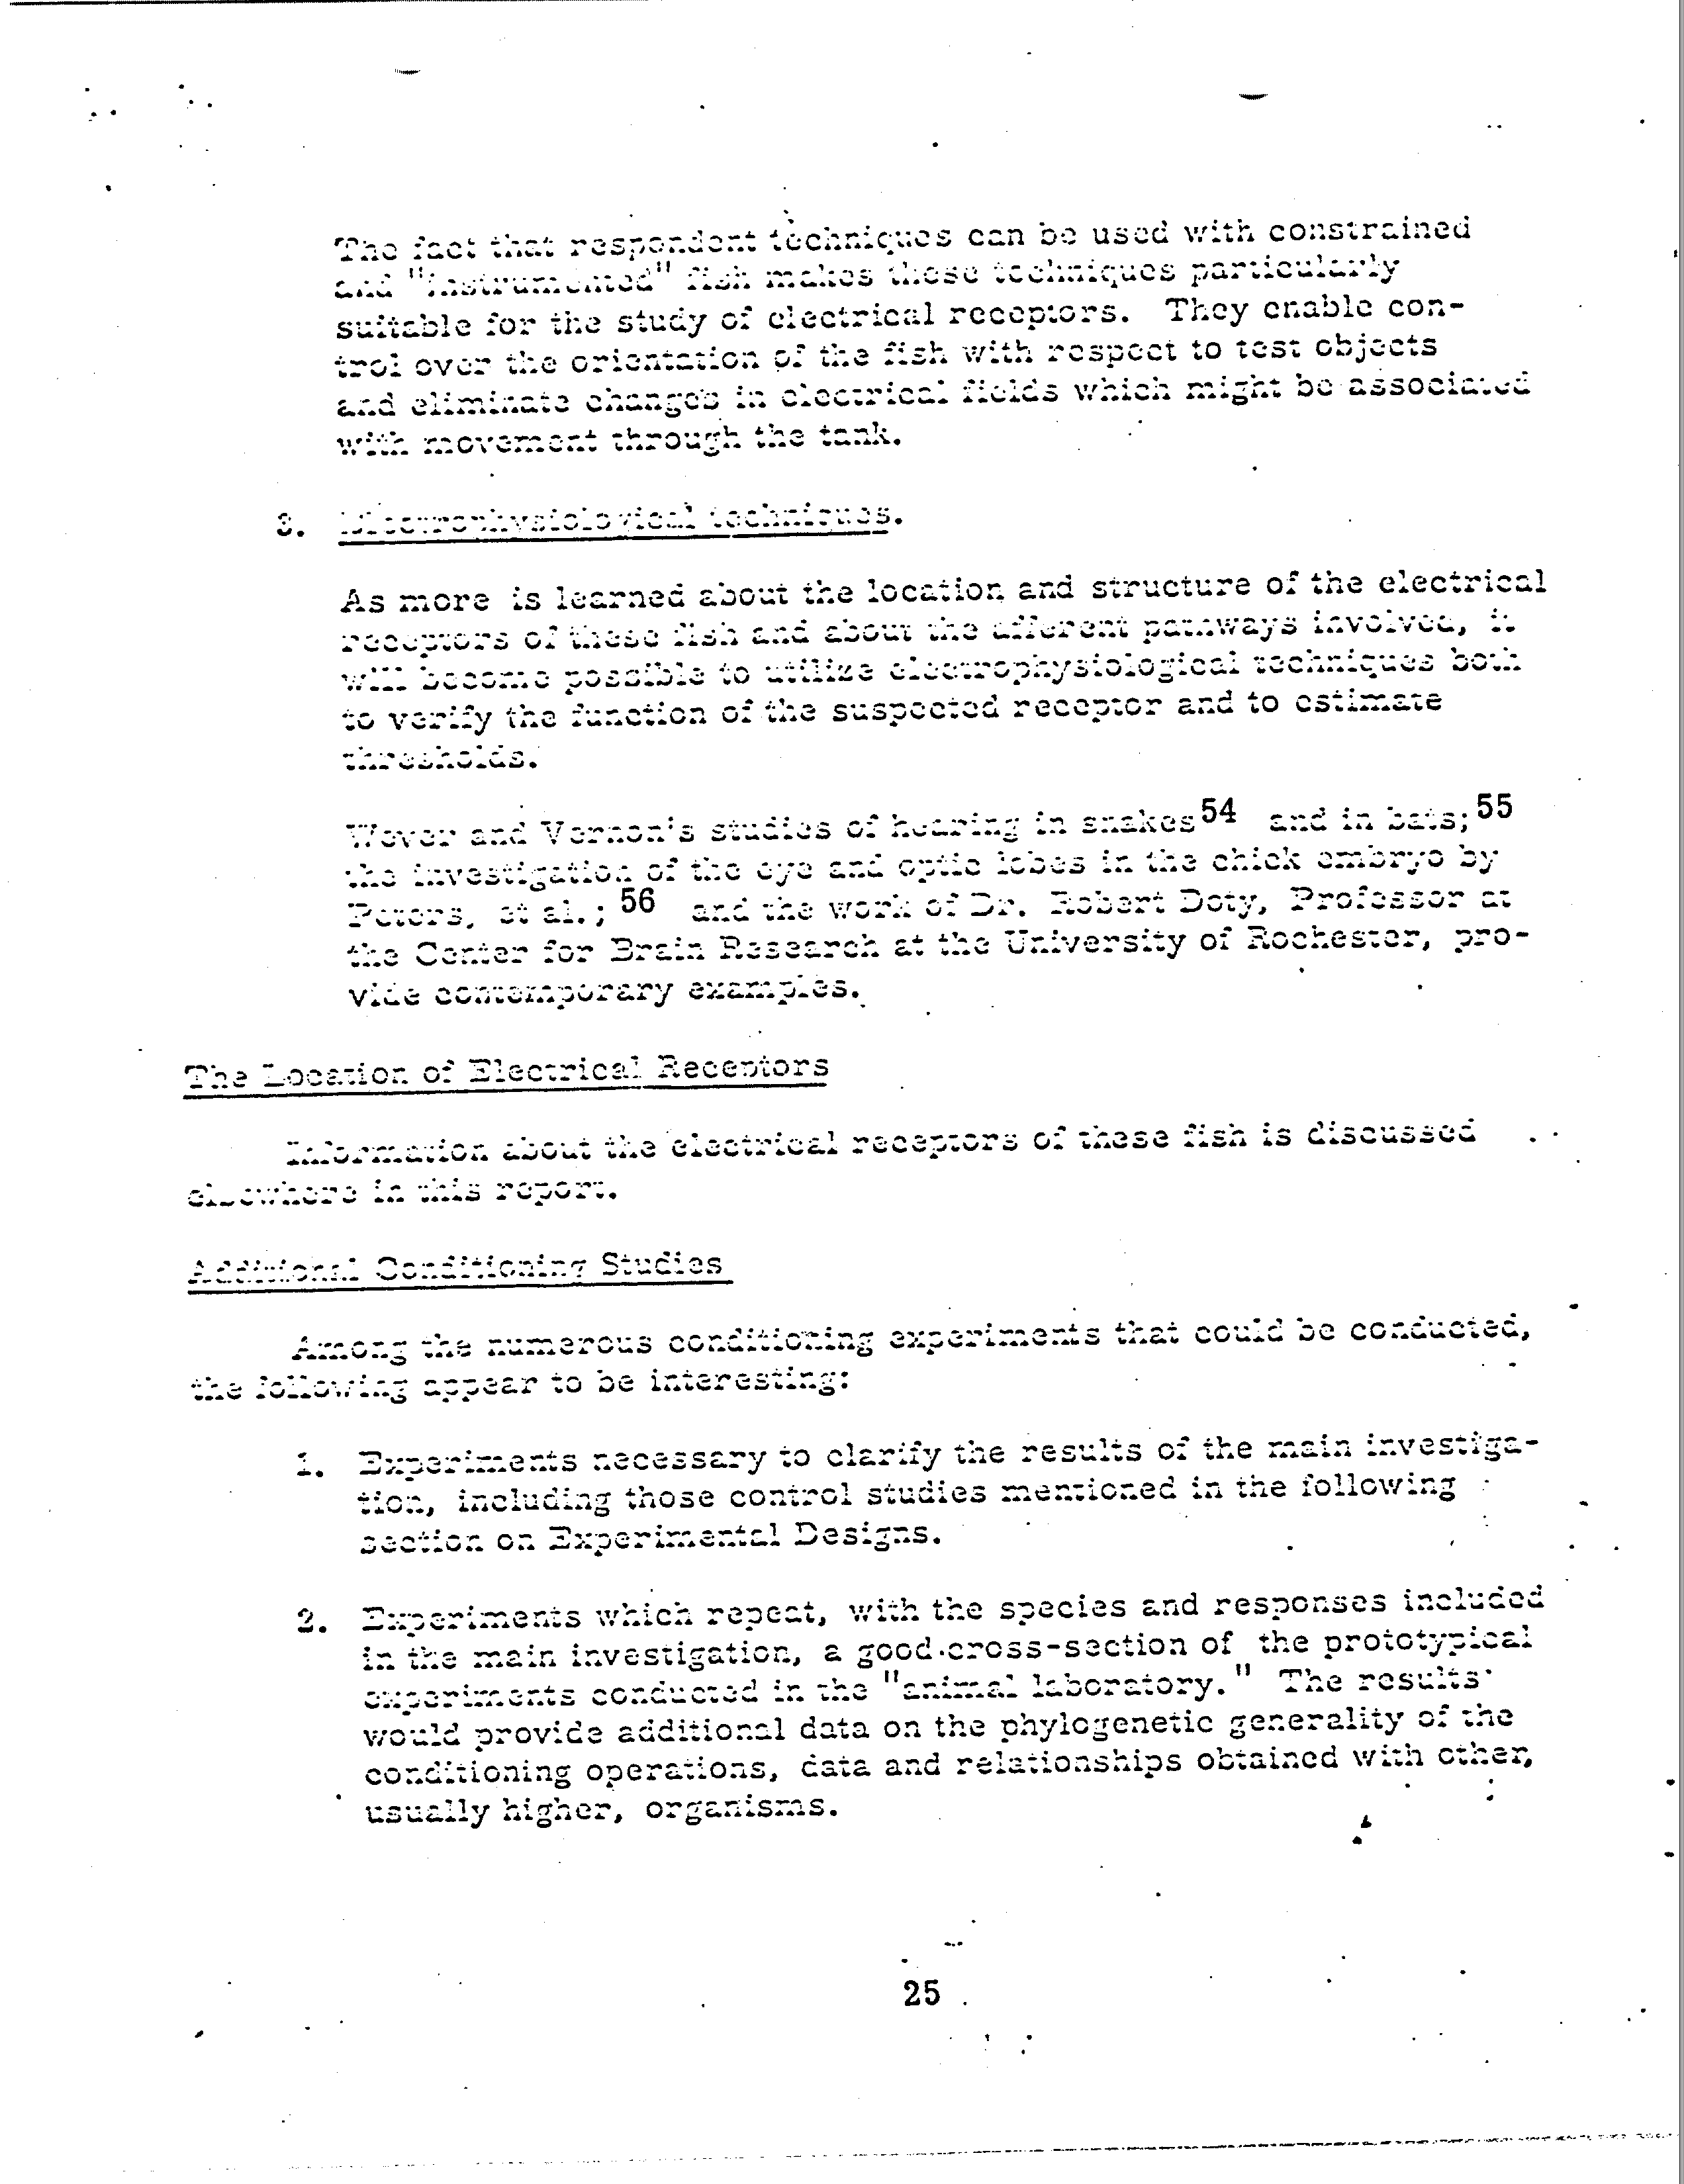 The fact that respondent techniques can be used with constrained
and "instrumented" fish makes these techniques particularly
suitable for the study of electrical receptors. They enable con-
trol over the orientation of the fish with respect to test objects
and eliminate changes in electrical fields which might be associated
with movement through the tank.
3. Electrophysiological techniques.
As more is learned about the location and structure of the electrical
receptors of these fish and about the afferent pathways involved, it
will become possible to utilize electrophysiological techniques both
to verify the function of the suspected receptor and to estimate
thresholds.
Wever and Vernon's studies of hearing in snakes54 and in bats;55
the investigation of the eye and optic lobes in the chick embryo by
Peters, et al.;56 and the work of Dr. Robert Doty, Professor at
the Center for Brain Research at the University of Rochester, pro-
vide contemporary examples.
The Location of Electrical Receptors
Information about the electrical receptors of these fish is discussed
elsewhere in this report.
Additional Conditioning Studies
Among the numerous conditioning experiments that could be conducted,
the following appear to be interesting:
1. Experiments necessary to clarify the results of the main investiga-
tion, including those control studies mentioned in the following
section on Experimental Designs.
2. Experiments which repeat, with the species and responses included
in the main investigation, a good cross-section of the prototypical
experiments conducted in the "animal laboratory." The results
would provide additional data on the phylogenetic generality of the
conditioning operations, data and relationships obtained with other,
usually higher, organisms.
25